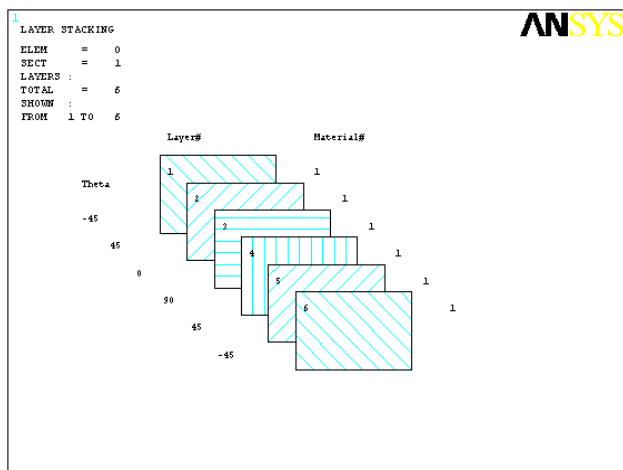 1
ANSYS
LAYER STACKING
ELEM = 0
SECT = 1
LAYERS :
TOTAL = 6
SHOWN :
FROM 1 TO 6
Layer# Material#
1 1
Theta
2 1
-45
3 1
45
4 1
0
5 1
90
6 1
45
-45